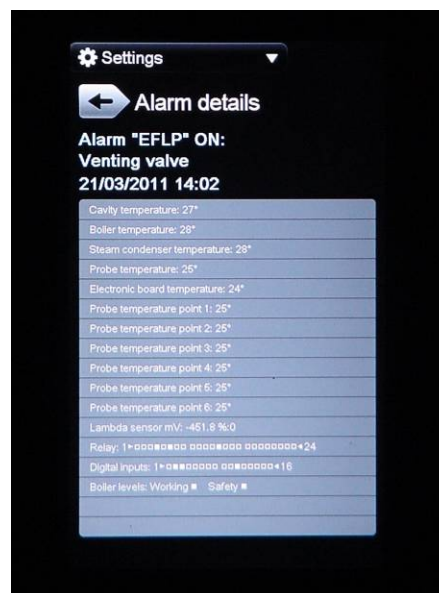 Settings
Alarm details
Alarm "EFLP" ON:
Venting valve
21/03/2011 14:02
Cavity temperature: 27°
Boiler temperature: 28°
Steam condenser temperature: 28°
Probe temperature: 25°
Electronic board temperature: 24°
Probe temperature point 1: 25°
Probe temperature point 2: 25°
Probe temperature point 3: 25°
Probe temperature point 4: 25°
Probe temperature point 5: 25°
Probe temperature point 6: 25°
Lambda sensor mV: -451.8 %:0
Relay: 1▸□□□■□■□□ □□□□■□□□ □□□□□□□□◂24
Digital inputs: 1▸□■■□□□□□ □□■□□□□□◂16
Boiler levels: Working ■ Safety ■